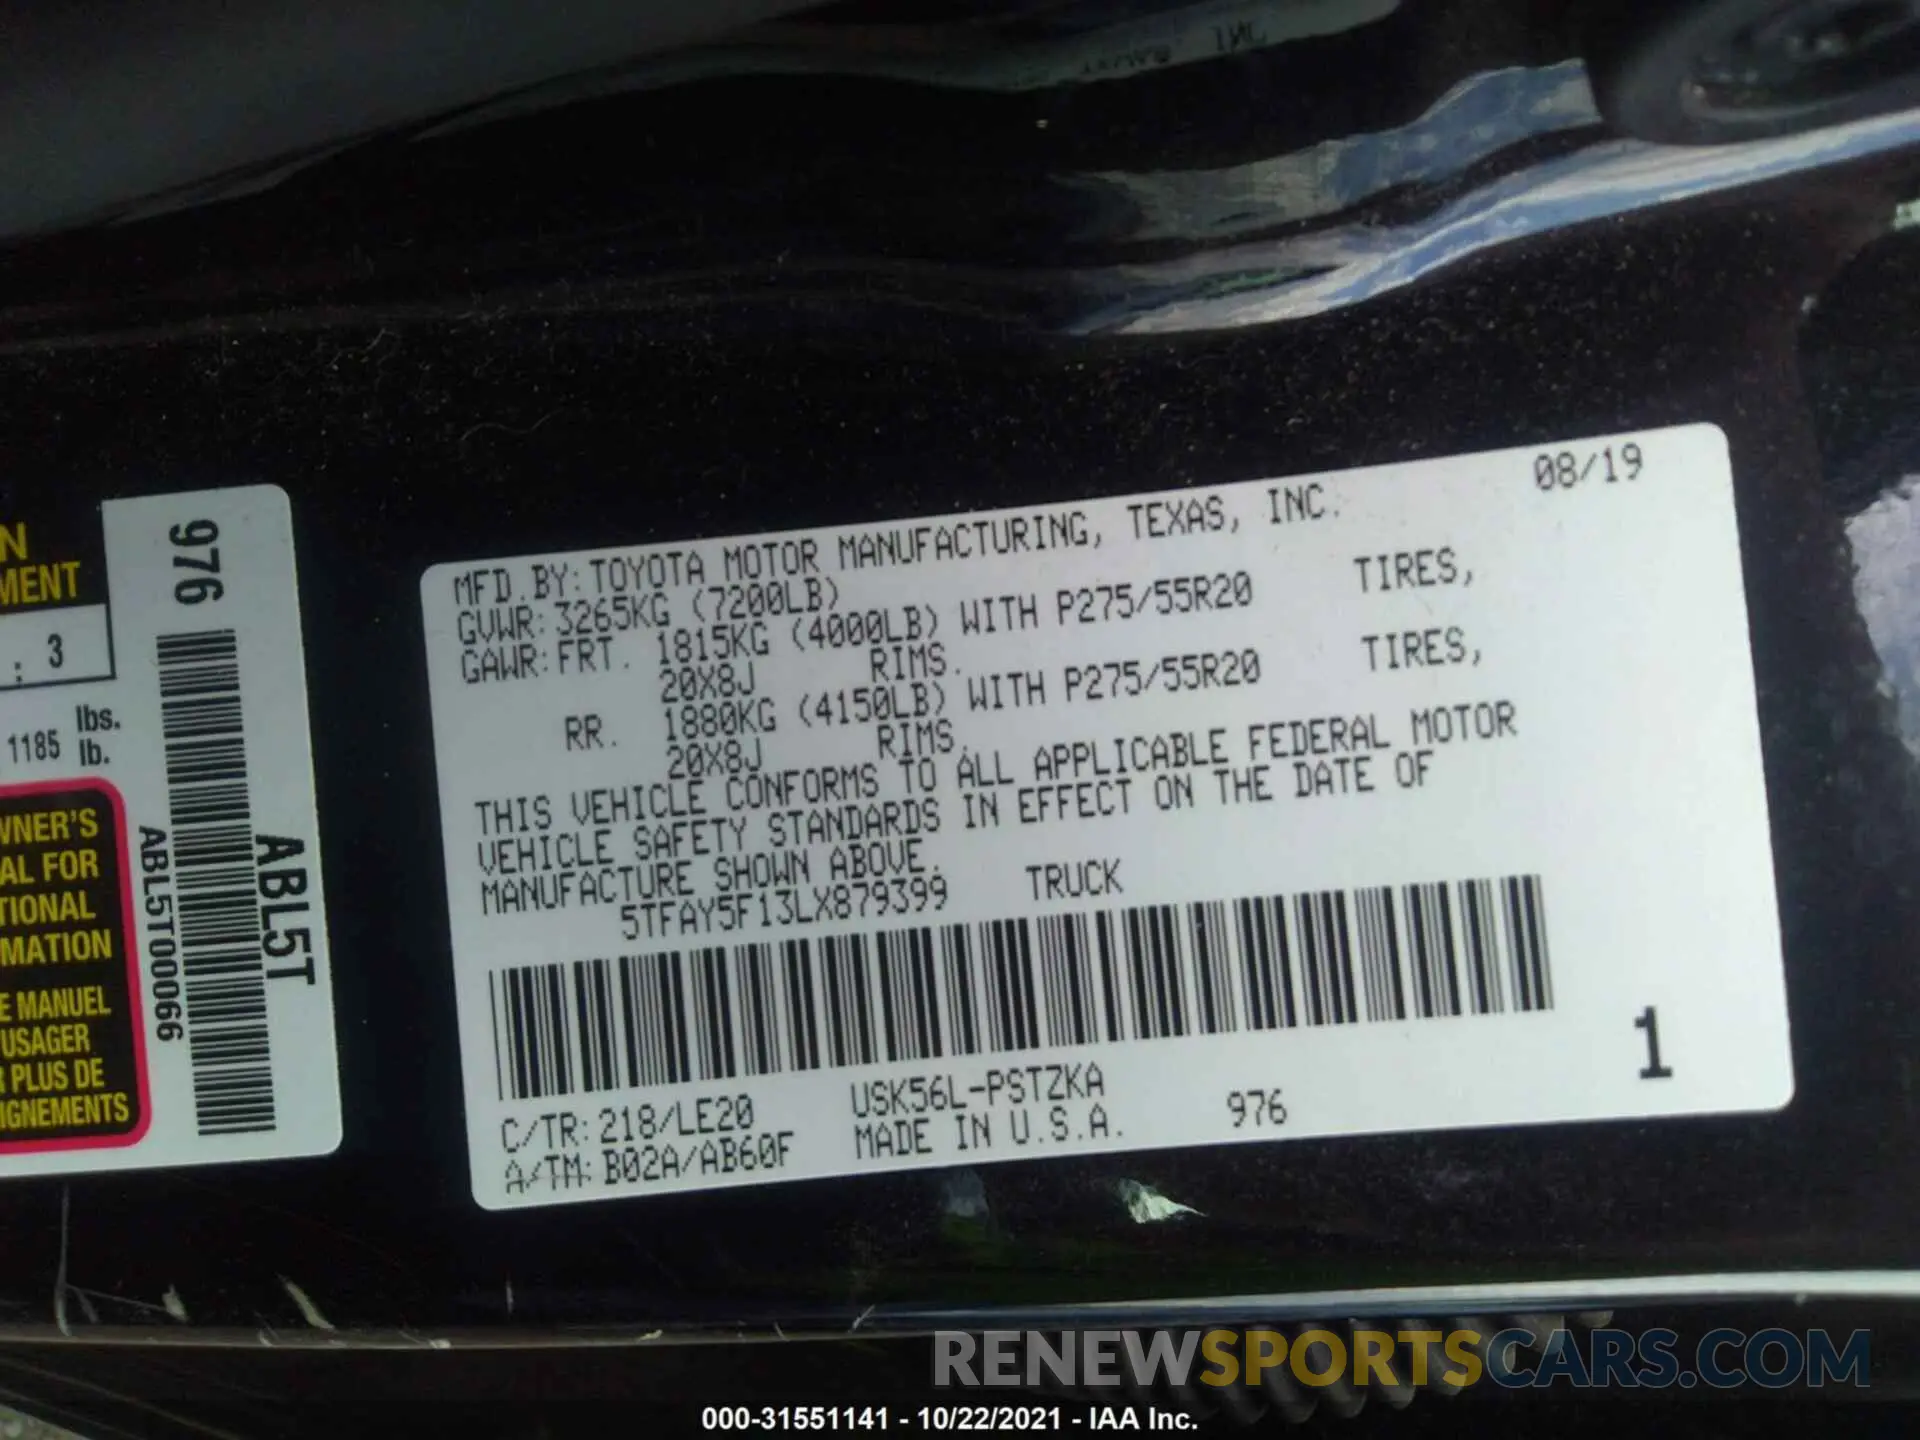 N
MENT
: 3
1185 lbs.
lb.
WNER'S
AL FOR
TIONAL
MATION
E MANUEL
USAGER
R PLUS DE
IGNEMENTS
976
ABL5T
ABL5T00066
08/19
MFD.BY:TOYOTA MOTOR MANUFACTURING, TEXAS, INC.
GVWR:3265KG (7200LB)
GAWR:FRT. 1815KG (4000LB) WITH P275/55R20 TIRES,
20X8J RIMS.
RR. 1880KG (4150LB) WITH P275/55R20 TIRES,
20X8J RIMS.
THIS VEHICLE CONFORMS TO ALL APPLICABLE FEDERAL MOTOR
VEHICLE SAFETY STANDARDS IN EFFECT ON THE DATE OF
MANUFACTURE SHOWN ABOVE.
5TFAY5F13LX879399 TRUCK
C/TR:218/LE20 USK56L-PSTZKA
A/TM:B02A/AB60F MADE IN U.S.A. 976
1
RENEWSPORTSCARS.COM
000-31551141 - 10/22/2021 - IAA Inc.